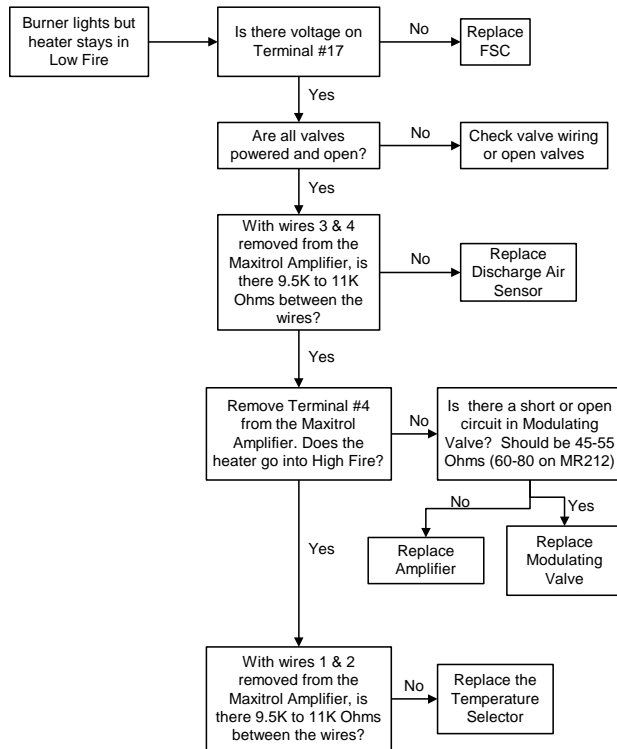 Burner lights but
heater stays in
Low Fire
Is there voltage on
Terminal #17
No
Replace
FSC
Yes
Are all valves
powered and open?
No
Check valve wiring
or open valves
Yes
With wires 3 & 4
removed from the
Maxitrol Amplifier, is
there 9.5K to 11K
Ohms between the
wires?
No
Replace
Discharge Air
Sensor
Yes
Remove Terminal #4
from the Maxitrol
Amplifier. Does the
heater go into High Fire?
No
Is there a short or open
circuit in Modulating
Valve? Should be 45-55
Ohms (60-80 on MR212)
No
Yes
Replace
Amplifier
Replace
Modulating
Valve
Yes
With wires 1 & 2
removed from the
Maxitrol Amplifier, is
there 9.5K to 11K Ohms
between the wires?
No
Replace the
Temperature
Selector